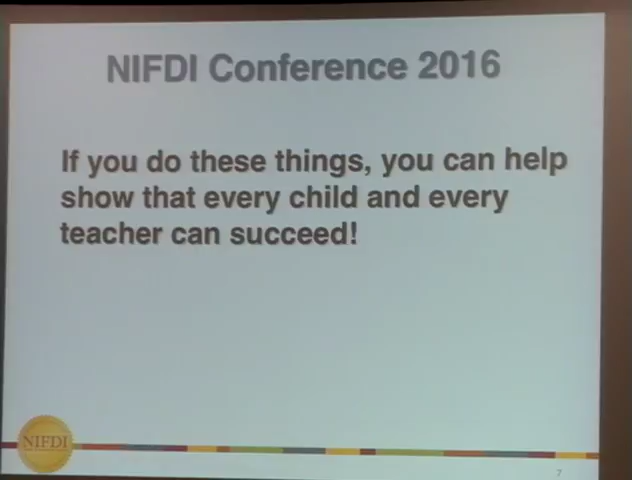 NIFDI Conference 2016
If you do these things, you can help
show that every child and every
teacher can succeed!
NIFDI
7